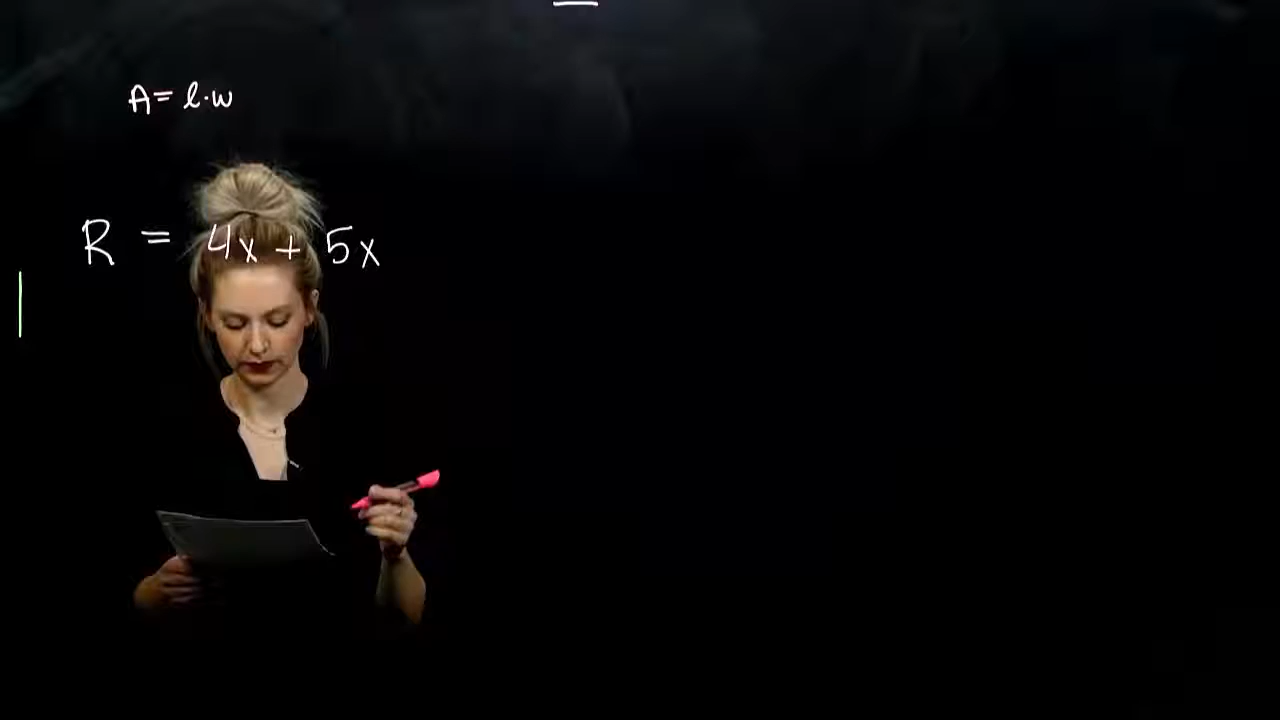 A = l·w
R = 4x + 5x